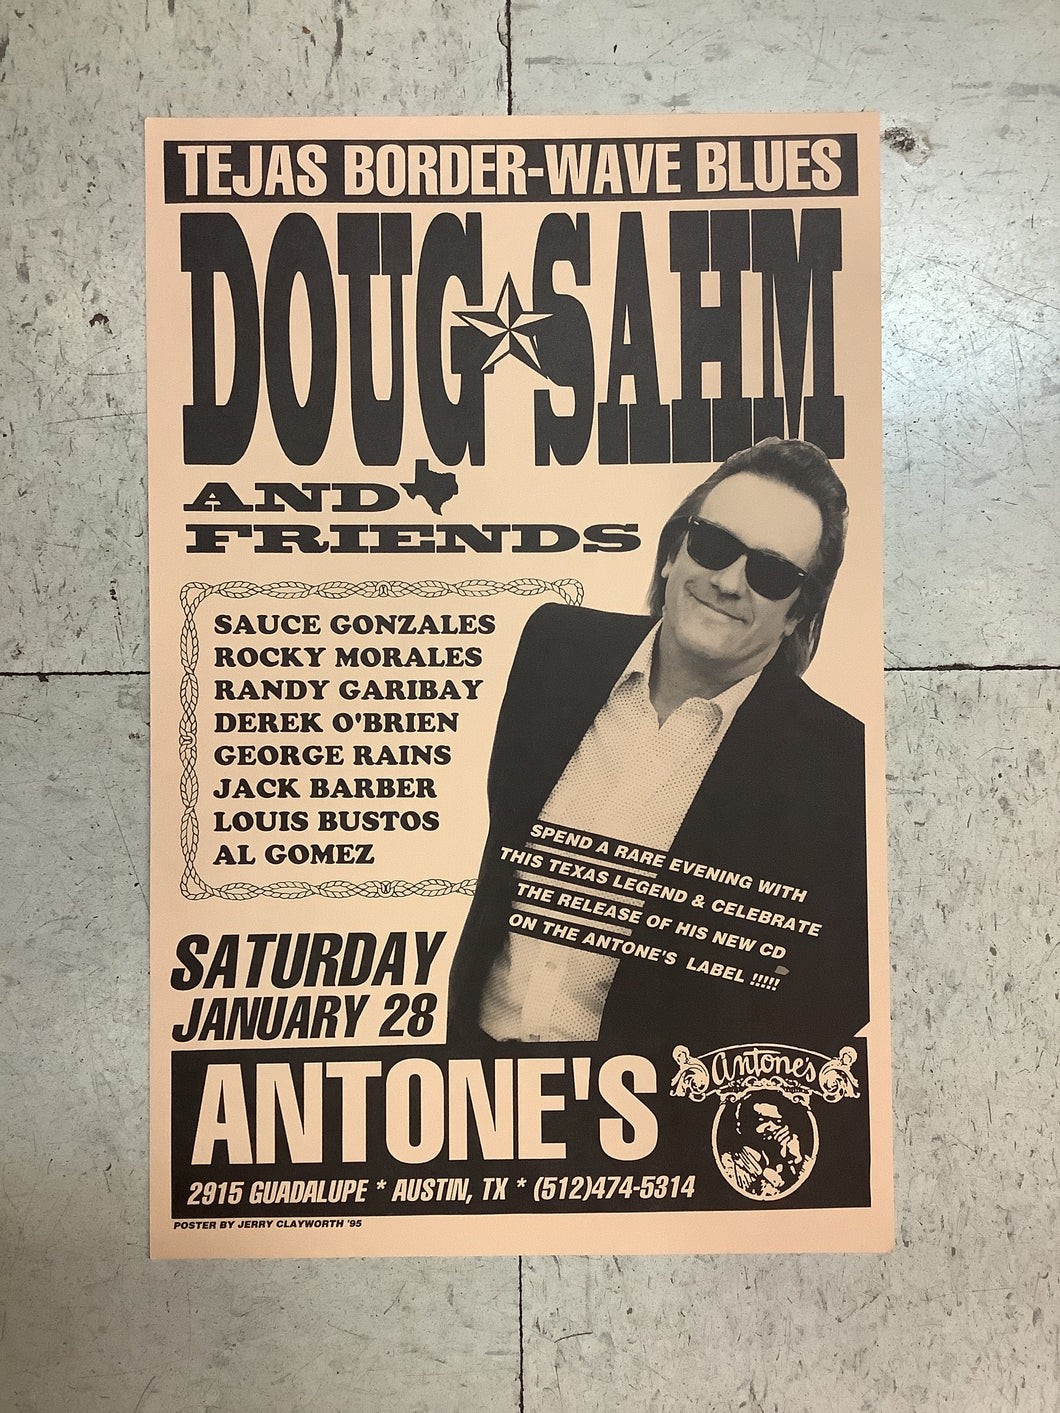 TEJAS BORDER-WAVE BLUES
DOUG SAHM
AND
FRIENDS
SAUCE GONZALES
ROCKY MORALES
RANDY GARIBAY
DEREK O'BRIEN
GEORGE RAINS
JACK BARBER
LOUIS BUSTOS
AL GOMEZ
SPEND A RARE EVENING WITH
THIS TEXAS LEGEND & CELEBRATE
THE RELEASE OF HIS NEW CD
ON THE ANTONE'S LABEL !!!!!
SATURDAY
JANUARY 28
ANTONE'S
Antone's
2915 GUADALUPE * AUSTIN, TX * (512)474-5314
POSTER BY JERRY CLAYWORTH '95